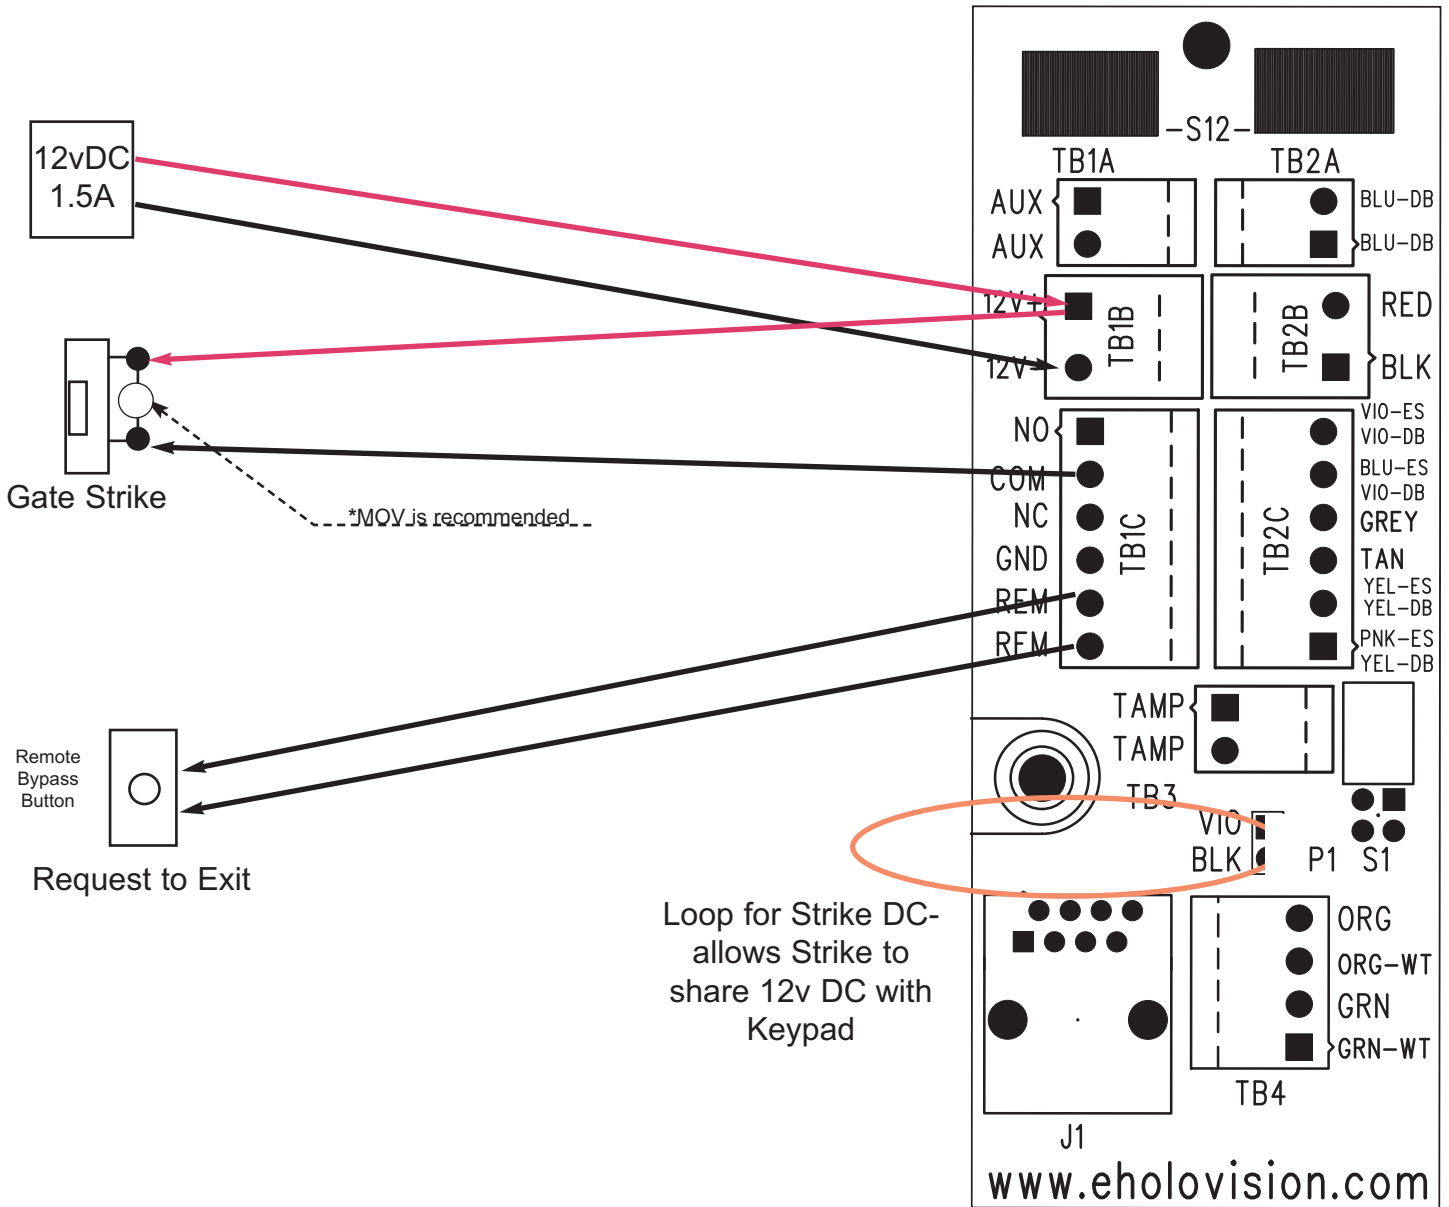 12vDC
1.5A
Gate Strike
*MOV is recommended
Remote
Bypass
Button
Request to Exit
Loop for Strike DC-
allows Strike to
share 12v DC with
Keypad
-S12-
TB1A
TB2A
AUX
AUX
BLU-DB
BLU-DB
12V+
12V-
TB1B
TB2B
RED
BLK
NO
COM
NC
GND
REM
REM
TB1C
TB2C
VIO-ES
VIO-DB
BLU-ES
VIO-DB
GREY
TAN
YEL-ES
YEL-DB
PNK-ES
YEL-DB
TAMP
TAMP
TB3
VIO
BLK
P1
S1
ORG
ORG-WT
GRN
GRN-WT
TB4
J1
www.eholovision.com